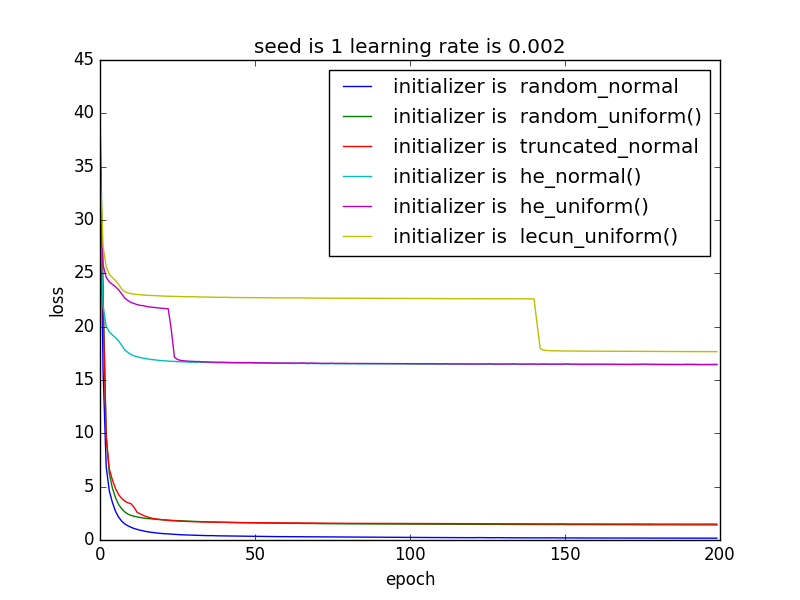 seed is 1 learning rate is 0.002
45
40
35
30
25
20
15
10
5
0
loss
initializer is  random_normal
initializer is  random_uniform()
initializer is  truncated_normal
initializer is  he_normal()
initializer is  he_uniform()
initializer is  lecun_uniform()
0 50 100 150 200
epoch